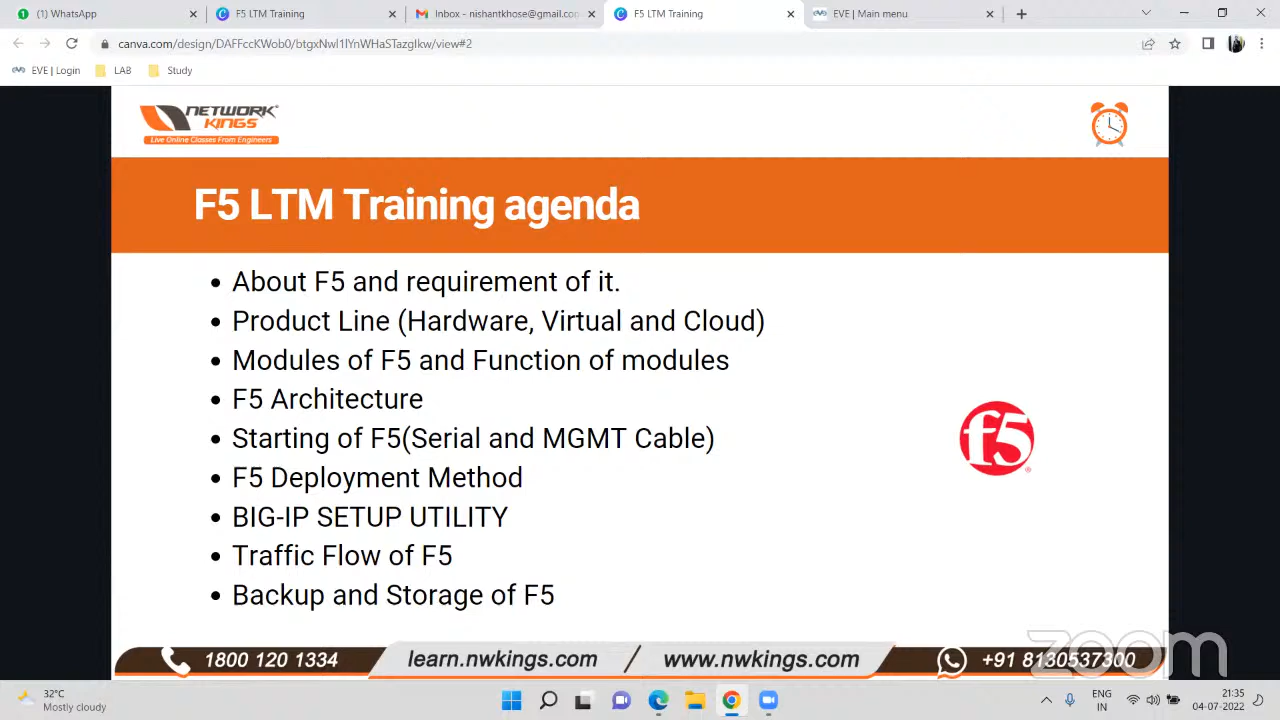 (1) WhatsApp
F5 LTM Training
Inbox - nishantkhose@gmail.co
F5 LTM Training
EVE | Main menu
canva.com/design/DAFfccKWob0/btgxNwl1lYnWHaSTazgIkw/view#2
EVE | Login
LAB
Study
NETWORK
KINGS
Live Online Classes From Engineers
F5 LTM Training agenda
• About F5 and requirement of it.
• Product Line (Hardware, Virtual and Cloud)
• Modules of F5 and Function of modules
• F5 Architecture
• Starting of F5(Serial and MGMT Cable)
• F5 Deployment Method
• BIG-IP SETUP UTILITY
• Traffic Flow of F5
• Backup and Storage of F5
f5
1800 120 1334
learn.nwkings.com / www.nwkings.com
+91 8130537300
zoom
32°C
Mostly cloudy
ENG
IN
21:35
04-07-2022